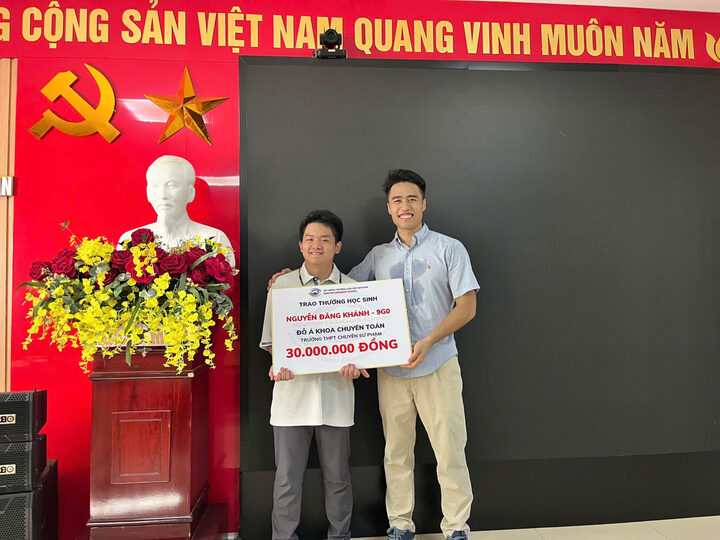 G CỘNG SẢN VIỆT NAM QUANG VINH MUÔN NĂM
N
TRAO THƯỞNG HỌC SINH
NGUYỄN ĐĂNG KHÁNH - 9G0
ĐỖ Á KHOA CHUYÊN TOÁN
TRƯỜNG THPT CHUYÊN SƯ PHẠM
30.000.000 ĐỒNG